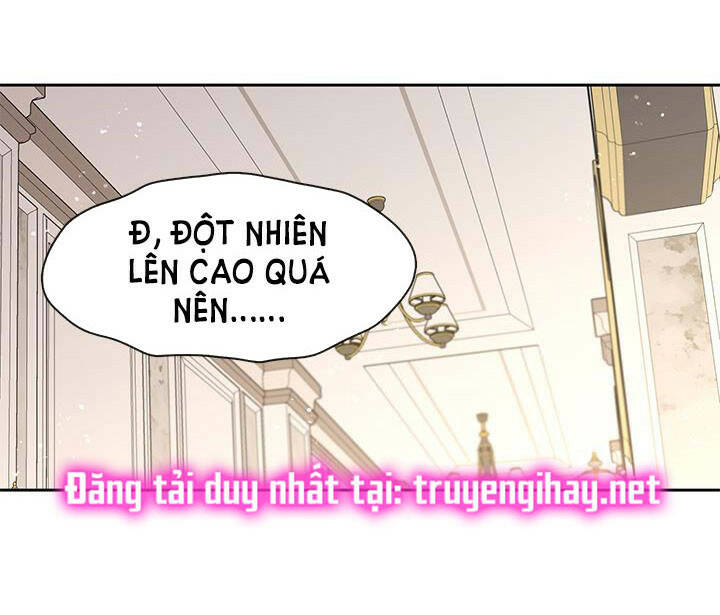 Đ, ĐỘT NHIÊN
LÊN CAO QUÁ
NÊN......
Đăng tải duy nhất tại: truyengihay.net